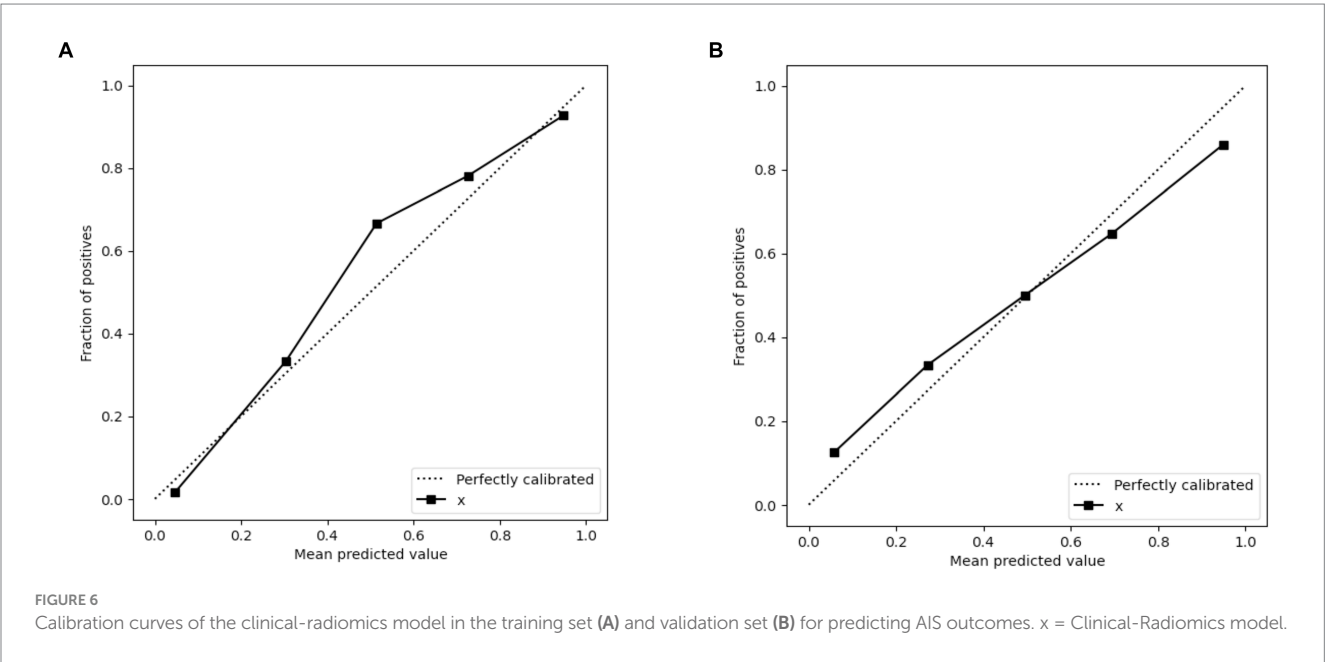 A
1.0
0.8
0.6
0.4
0.2
0.0
Fraction of positives
0.0 0.2 0.4 0.6 0.8 1.0
Mean predicted value
Perfectly calibrated
x
B
1.0
0.8
0.6
0.4
0.2
0.0
Fraction of positives
0.0 0.2 0.4 0.6 0.8 1.0
Mean predicted value
Perfectly calibrated
x
FIGURE 6
Calibration curves of the clinical-radiomics model in the training set (A) and validation set (B) for predicting AIS outcomes. x = Clinical-Radiomics model.